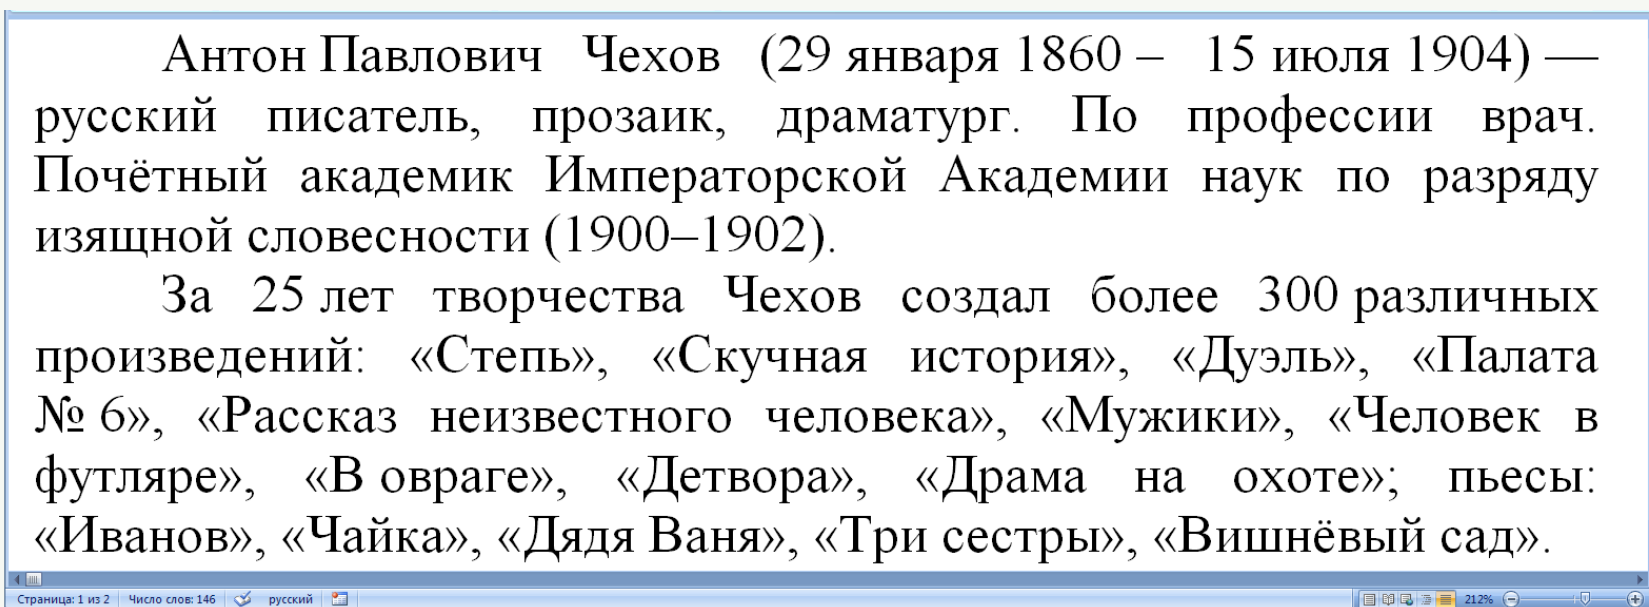 Антон Павлович Чехов (29 января 1860 – 15 июля 1904) —
русский писатель, прозаик, драматург. По профессии врач.
Почётный академик Императорской Академии наук по разряду
изящной словесности (1900–1902).
За 25 лет творчества Чехов создал более 300 различных
произведений: «Степь», «Скучная история», «Дуэль», «Палата
№ 6», «Рассказ неизвестного человека», «Мужики», «Человек в
футляре», «В овраге», «Детвора», «Драма на охоте»; пьесы:
«Иванов», «Чайка», «Дядя Ваня», «Три сестры», «Вишнёвый сад».
Страница: 1 из 2 Число слов: 146 русский 212%